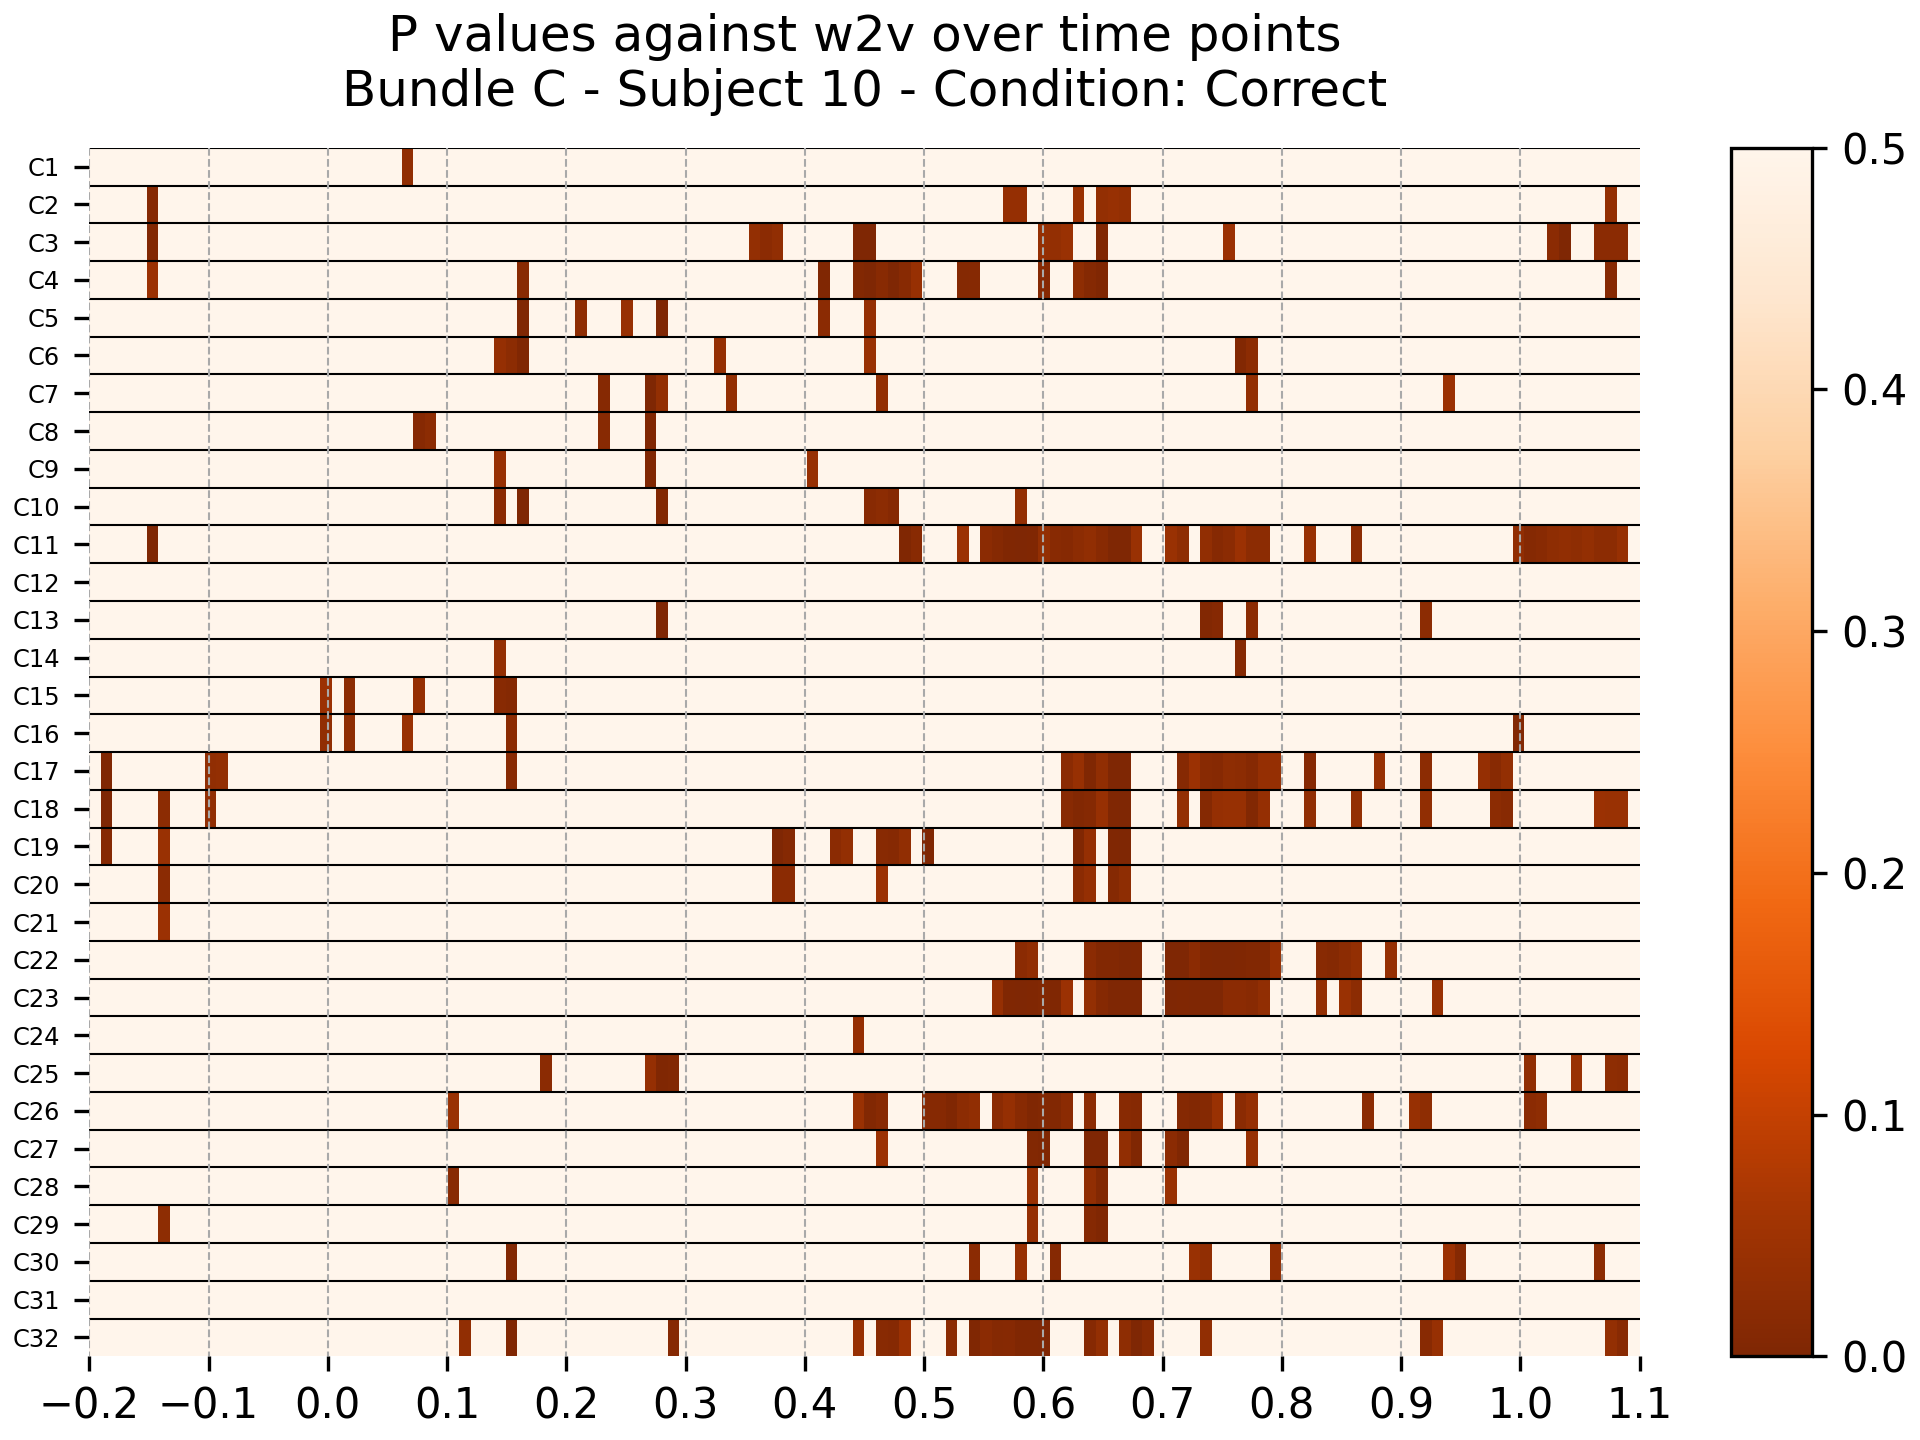 P values against w2v over time points
Bundle C - Subject 10 - Condition: Correct
C1
C2
C3
C4
C5
C6
C7
C8
C9
C10
C11
C12
C13
C14
C15
C16
C17
C18
C19
C20
C21
C22
C23
C24
C25
C26
C27
C28
C29
C30
C31
C32
−0.2 −0.1 0.0 0.1 0.2 0.3 0.4 0.5 0.6 0.7 0.8 0.9 1.0 1.1
0.5
0.4
0.3
0.2
0.1
0.0